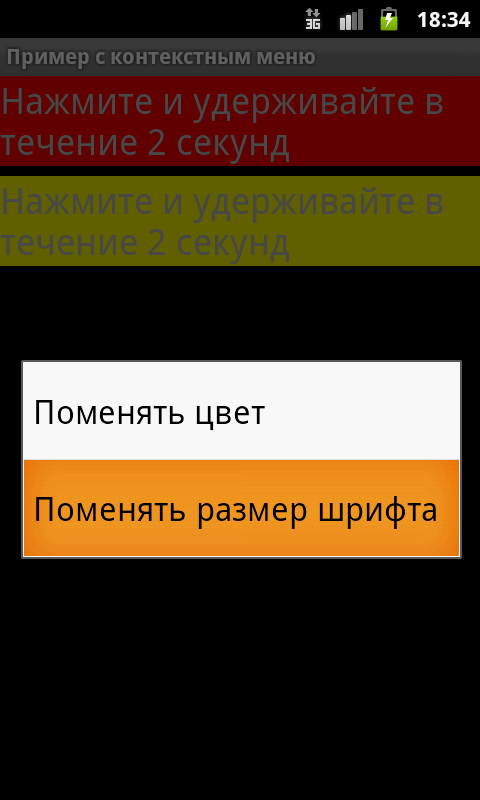 3G 18:34
Пример с контекстным меню
Нажмите и удерживайте в
течение 2 секунд
Нажмите и удерживайте в
течение 2 секунд
Поменять цвет
Поменять размер шрифта